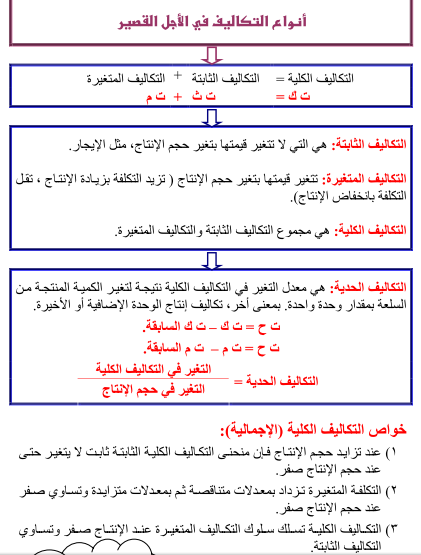 أنواع التكاليف في الأجل القصير
التكاليف الكلية = التكاليف الثابتة + التكاليف المتغيرة
ت ك = ت ث + ت م
التكاليف الثابتة: هي التي لا تتغير قيمتها بتغير حجم الإنتاج، مثل الإيجار.
التكاليف المتغيرة: تتغير قيمتها بتغير حجم الإنتاج ( تزيد التكلفة بزيادة الإنتاج ، تقل
التكلفة بانخفاض الإنتاج).
التكاليف الكلية: هي مجموع التكاليف الثابتة والتكاليف المتغيرة.
التكاليف الحدية: هي معدل التغير في التكاليف الكلية نتيجة لتغير الكمية المنتجة من
السلعة بمقدار وحدة واحدة. بمعنى أخر، تكاليف إنتاج الوحدة الإضافية أو الأخيرة.
ت ح = ت ك – ت ك السابقة.
ت ح = ت م – ت م السابقة.
التغير في التكاليف الكلية
التكاليف الحدية =
التغير في حجم الإنتاج
خواص التكاليف الكلية (الإجمالية):
١) عند تزايد حجم الإنتاج فإن منحنى التكاليف الكلية الثابتة ثابت لا يتغير حتى
عند حجم الإنتاج صفر.
٢) التكلفة المتغيرة تزداد بمعدلات متناقصة ثم بمعدلات متزايدة وتساوي صفر
عند حجم الإنتاج صفر.
٣) التكاليف الكلية تسلك سلوك التكاليف المتغيرة عند الإنتاج صفر وتساوي
التكاليف الثابتة.